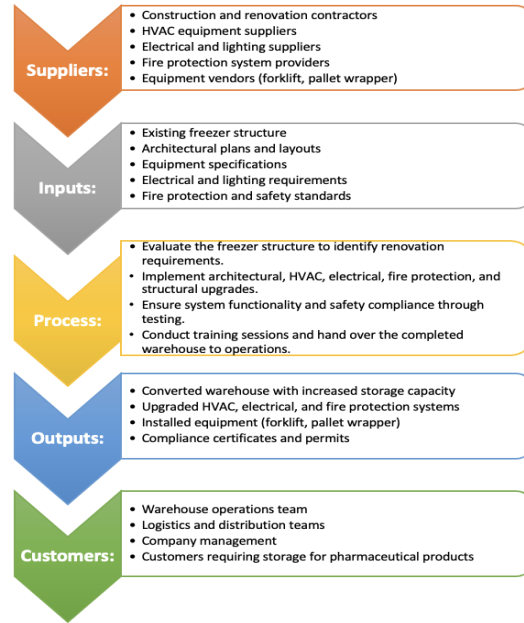 Suppliers:
• Construction and renovation contractors
• HVAC equipment suppliers
• Electrical and lighting suppliers
• Fire protection system providers
• Equipment vendors (forklift, pallet wrapper)
Inputs:
• Existing freezer structure
• Architectural plans and layouts
• Equipment specifications
• Electrical and lighting requirements
• Fire protection and safety standards
Process:
• Evaluate the freezer structure to identify renovation
requirements.
• Implement architectural, HVAC, electrical, fire protection, and
structural upgrades.
• Ensure system functionality and safety compliance through
testing.
• Conduct training sessions and hand over the completed
warehouse to operations.
Outputs:
• Converted warehouse with increased storage capacity
• Upgraded HVAC, electrical, and fire protection systems
• Installed equipment (forklift, pallet wrapper)
• Compliance certificates and permits
Customers:
• Warehouse operations team
• Logistics and distribution teams
• Company management
• Customers requiring storage for pharmaceutical products